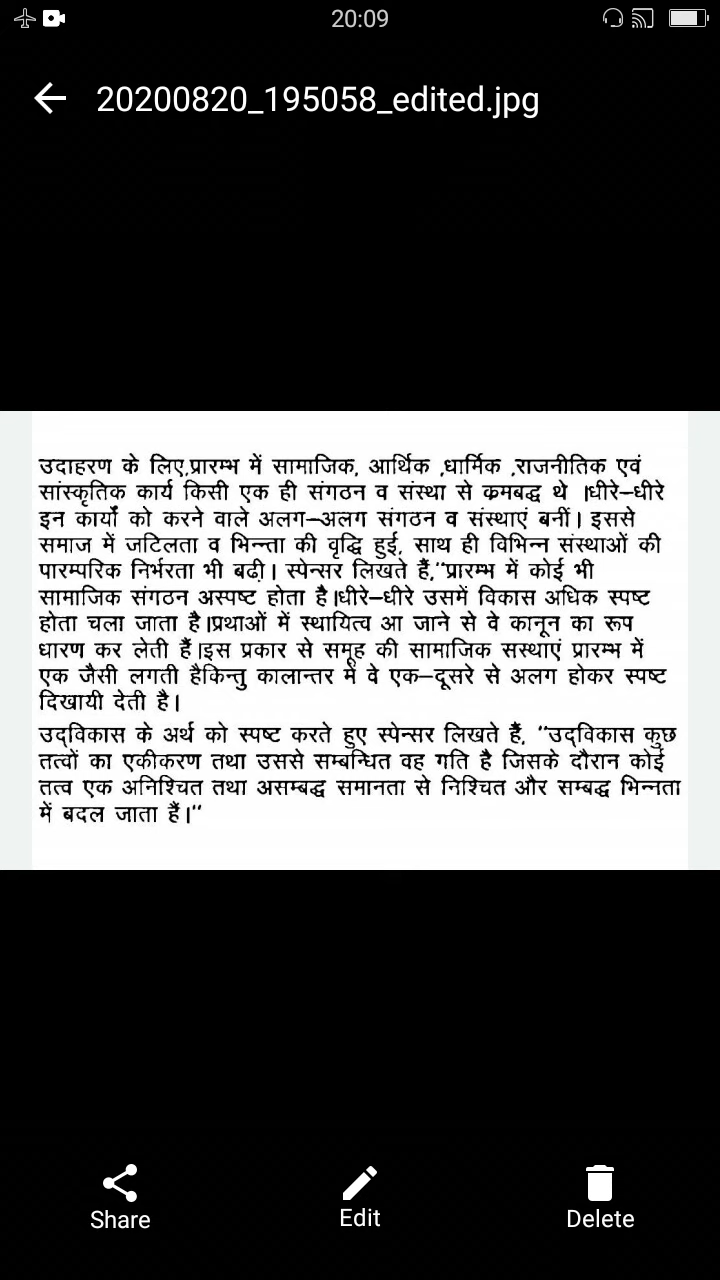 20:09
20200820_195058_edited.jpg
उदाहरण के लिए,प्रारम्भ में सामाजिक, आर्थिक ,धार्मिक ,राजनीतिक एवं
सांस्कृतिक कार्य किसी एक ही संगठन व संस्था से क्रमबद्ध थे ।धीरे–धीरे
इन कार्यों को करने वाले अलग–अलग संगठन व संस्थाएं बनीं। इससे
समाज में जटिलता व भिन्न्ता की वृद्धि हुई, साथ ही विभिन्न संस्थाओं की
पारम्परिक निर्भरता भी बढी़। स्पेन्सर लिखते हैं,‘‘प्रारम्भ में कोई भी
सामाजिक संगठन अस्पष्ट होता है।धीरे–धीरे उसमें विकास अधिक स्पष्ट
होता चला जाता है।प्रथाओं में स्थायित्व आ जाने से वे कानून का रूप
धारण कर लेती हैं।इस प्रकार से समूह की सामाजिक सस्थाएं प्रारम्भ में
एक जैसी लगती हैकिन्तु कालान्तर में वे एक–दूसरे से अलग होकर स्पष्ट
दिखायी देती है।
उद्विकास के अर्थ को स्पष्ट करते हुए स्पेन्सर लिखते हैं, ‘‘उद्विकास कुछ
तत्वों का एकीकरण तथा उससे सम्बन्धित वह गति है जिसके दौरान कोई
तत्व एक अनिश्चित तथा असम्बद्ध समानता से निश्चित और सम्बद्ध भिन्नता
में बदल जाता हैं।’’
Share
Edit
Delete